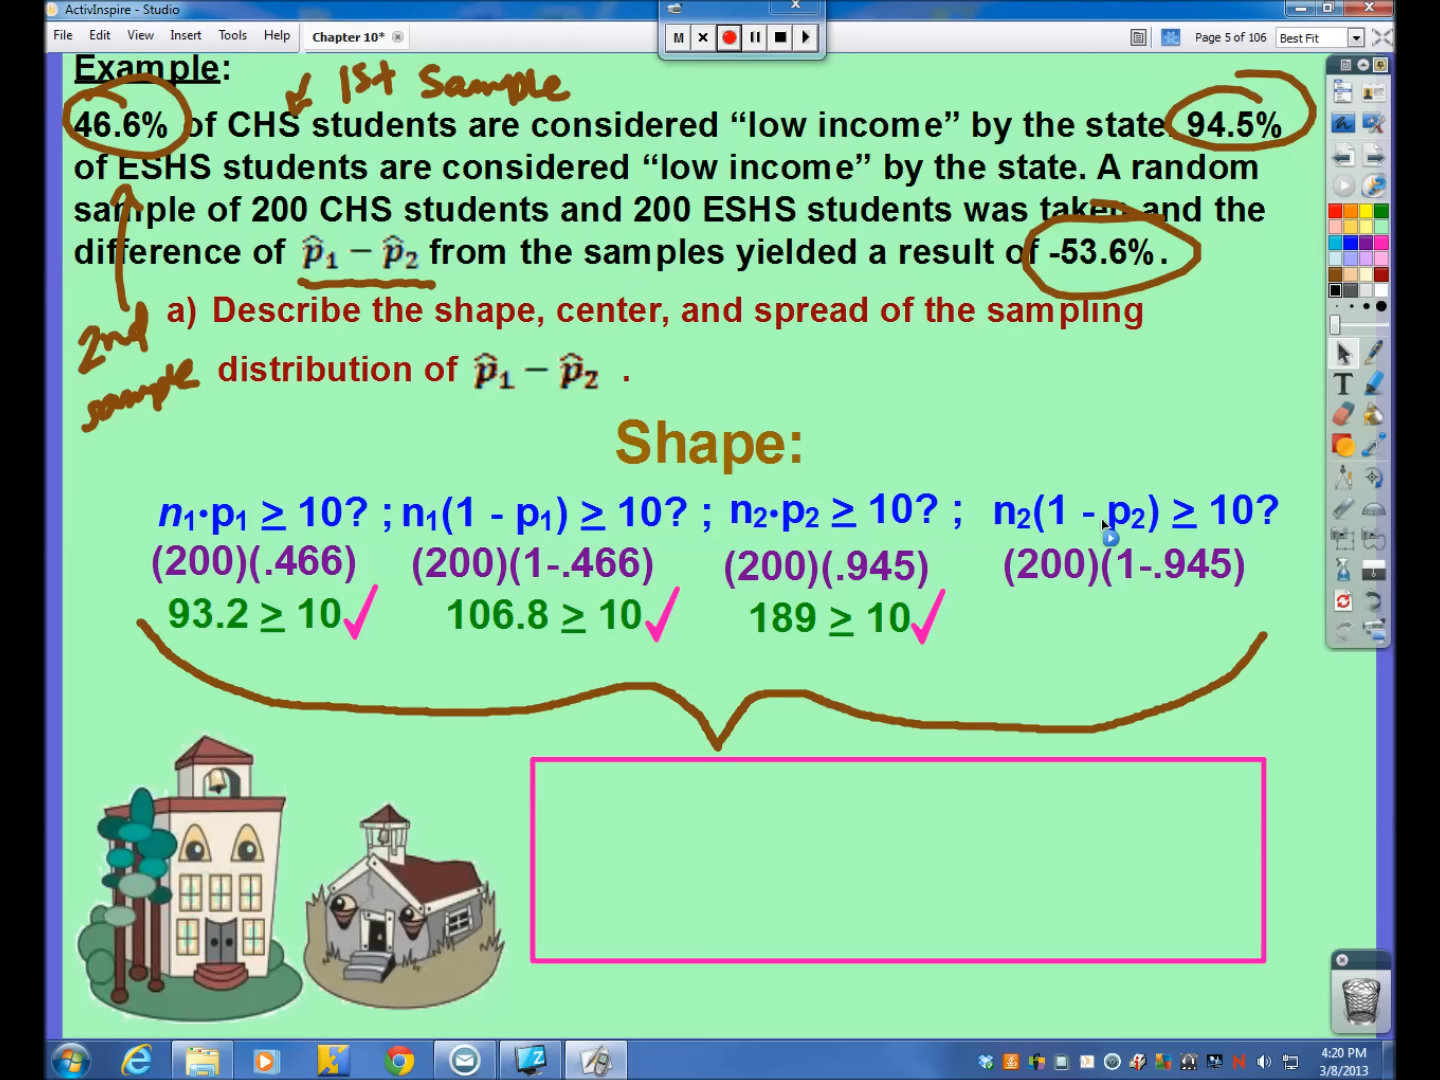 ActivInspire - Studio
File Edit View Insert Tools Help Chapter 10* Page 5 of 106 Best Fit
M
Example:
1st Sample
46.6% of CHS students are considered “low income” by the state 94.5%
of ESHS students are considered “low income” by the state. A random
sample of 200 CHS students and 200 ESHS students was taken and the
difference of p̂₁ − p̂₂ from the samples yielded a result of -53.6%.
a) Describe the shape, center, and spread of the sampling
distribution of p̂₁ − p̂₂ .
2nd
sample
Shape:
n₁•p₁ ≥ 10? ; n₁(1 - p₁) ≥ 10? ; n₂•p₂ ≥ 10? ; n₂(1 - p₂) ≥ 10?
(200)(.466) (200)(1-.466) (200)(.945) (200)(1-.945)
93.2 ≥ 10 106.8 ≥ 10 189 ≥ 10
4:20 PM
3/8/2013